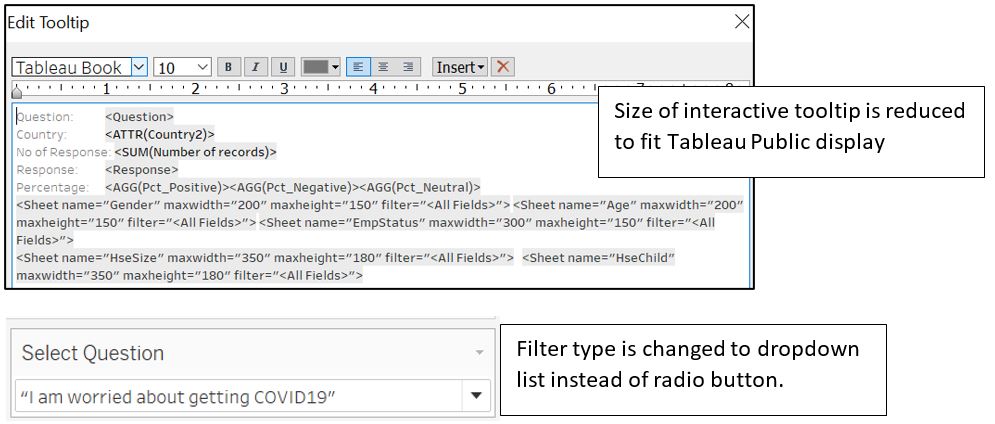 Edit Tooltip
Tableau Book 10 B I U Insert
1 2 3 4 5 6 7
Question: <Question>
Country: <ATTR(Country2)>
No of Response: <SUM(Number of records)>
Response: <Response>
Percentage: <AGG(Pct_Positive)><AGG(Pct_Negative)><AGG(Pct_Neutral)>
<Sheet name="Gender" maxwidth="200" maxheight="150" filter="<All Fields>"> <Sheet name="Age" maxwidth="200"
maxheight="150" filter="<All Fields>"> <Sheet name="EmpStatus" maxwidth="300" maxheight="150" filter="<All
Fields>">
<Sheet name="HseSize" maxwidth="350" maxheight="180" filter="<All Fields>"> <Sheet name="HseChild"
maxwidth="350" maxheight="180" filter="<All Fields>">
Size of interactive tooltip is reduced
to fit Tableau Public display
Select Question
"I am worried about getting COVID19"
Filter type is changed to dropdown
list instead of radio button.